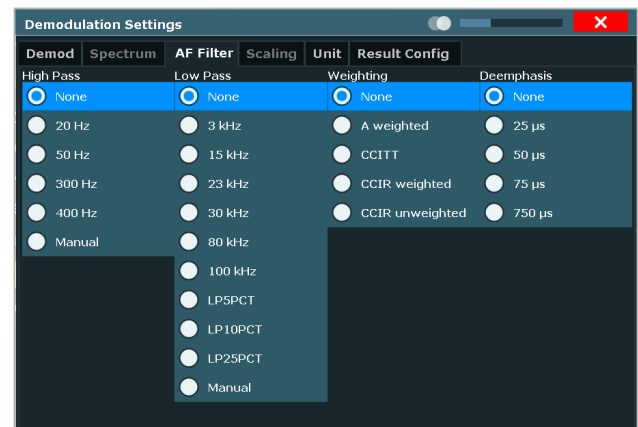 Demodulation Settings
Demod Spectrum AF Filter Scaling Unit Result Config
High Pass Low Pass Weighting Deemphasis
None None None None
20 Hz 3 kHz A weighted 25 µs
50 Hz 15 kHz CCITT 50 µs
300 Hz 23 kHz CCIR weighted 75 µs
400 Hz 30 kHz CCIR unweighted 750 µs
Manual 80 kHz
100 kHz
LP5PCT
LP10PCT
LP25PCT
Manual